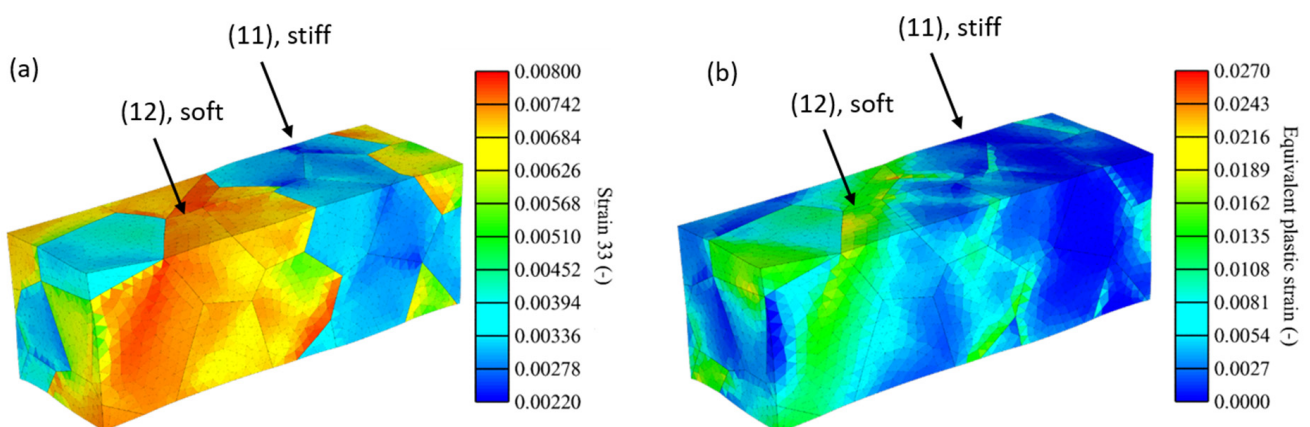 (a)
(11), stiff
(12), soft
0.00800
0.00742
0.00684
0.00626
0.00568
0.00510
0.00452
0.00394
0.00336
0.00278
0.00220
Strain 33 (-)
(b)
(11), stiff
(12), soft
0.0270
0.0243
0.0216
0.0189
0.0162
0.0135
0.0108
0.0081
0.0054
0.0027
0.0000
Equivalent plastic strain (-)